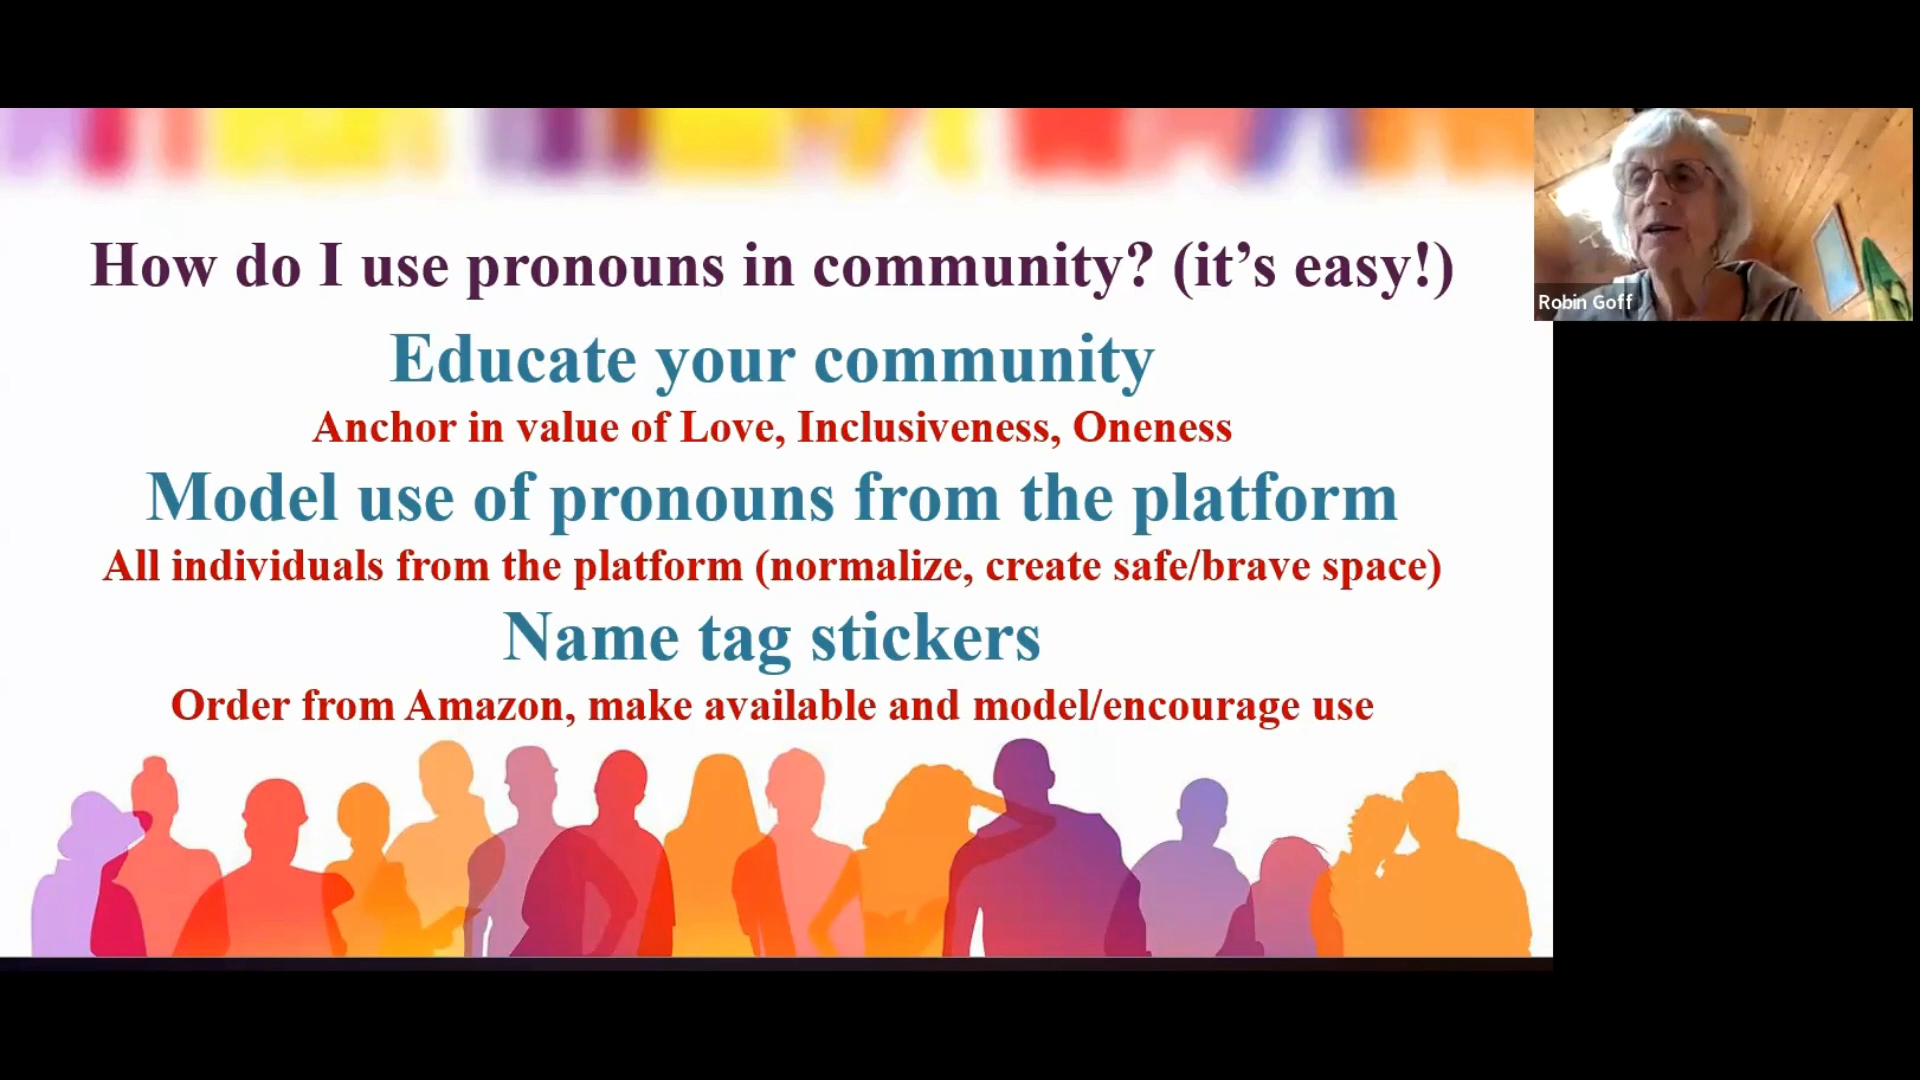 How do I use pronouns in community? (it’s easy!)
Educate your community
Anchor in value of Love, Inclusiveness, Oneness
Model use of pronouns from the platform
All individuals from the platform (normalize, create safe/brave space)
Name tag stickers
Order from Amazon, make available and model/encourage use
Robin Goff